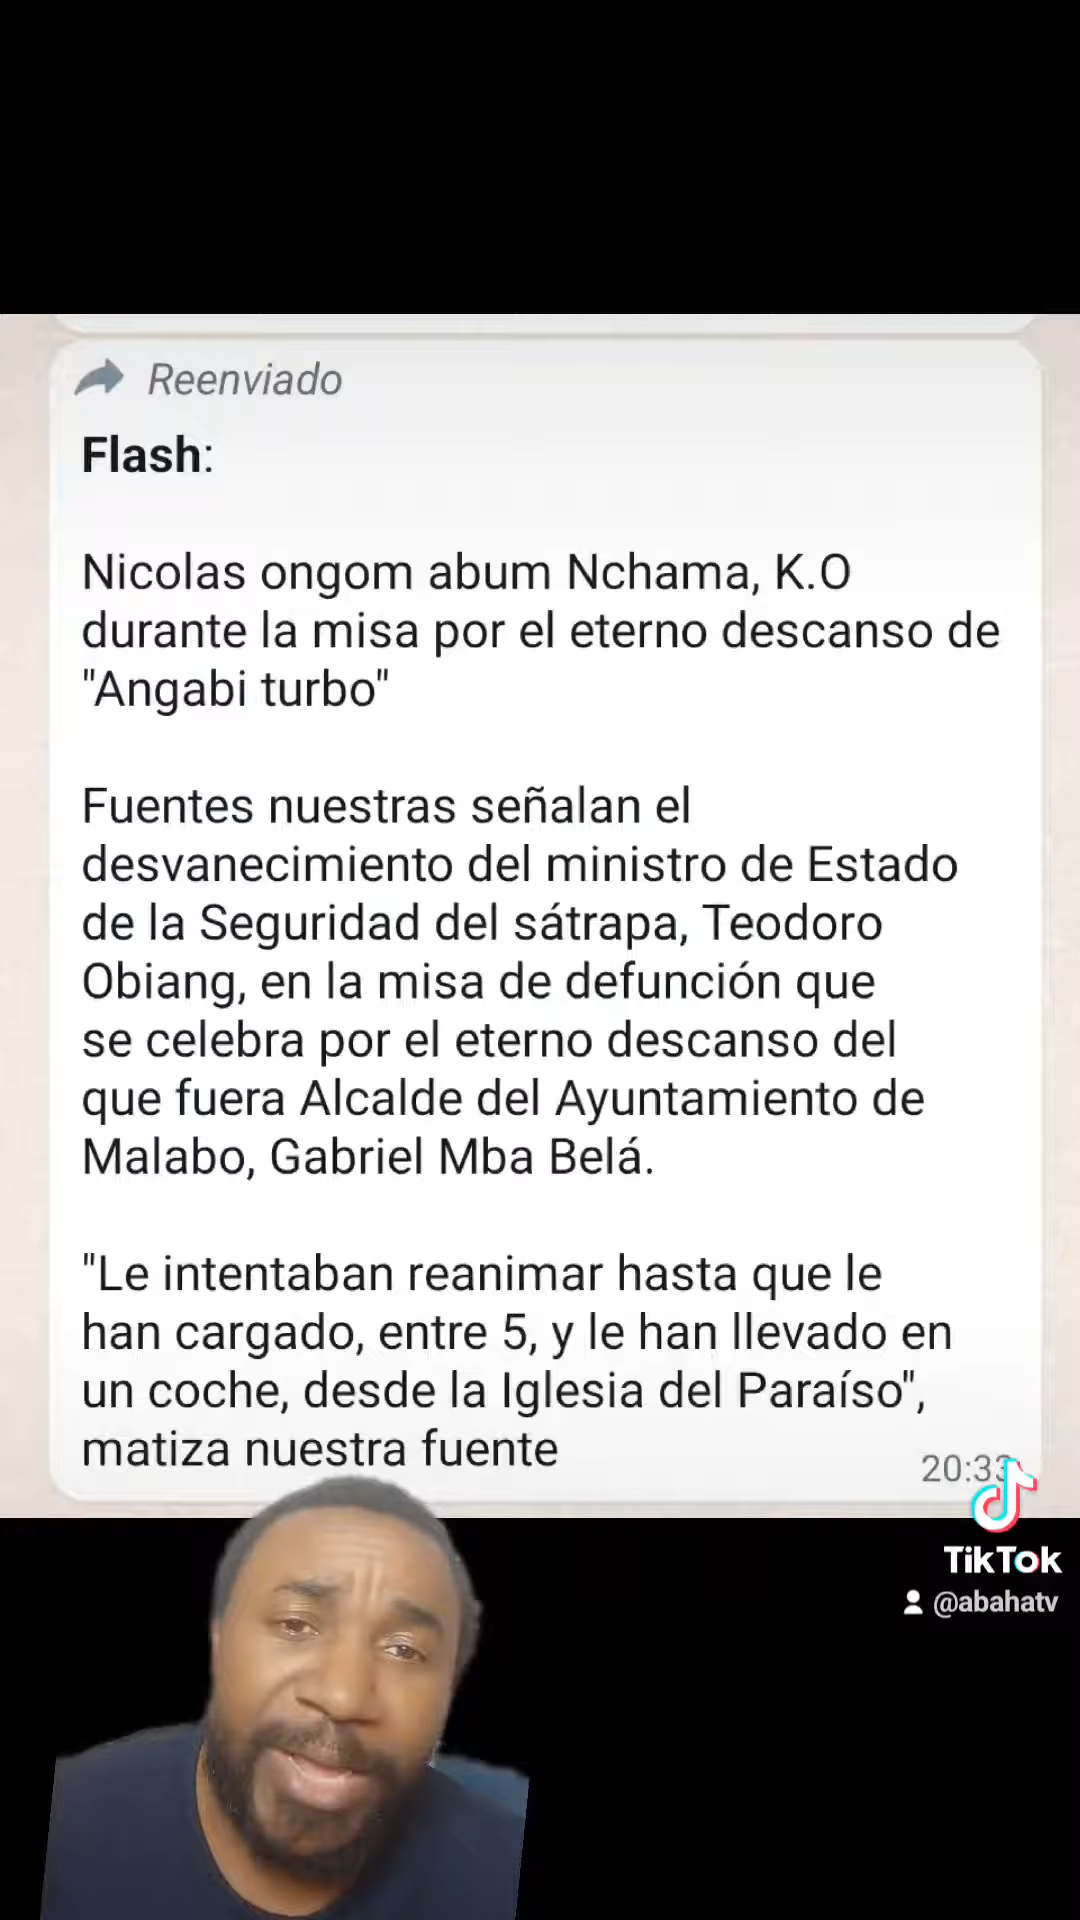 Reenviado
Flash:
Nicolas ongom abum Nchama, K.O
durante la misa por el eterno descanso de
"Angabi turbo"
Fuentes nuestras señalan el
desvanecimiento del ministro de Estado
de la Seguridad del sátrapa, Teodoro
Obiang, en la misa de defunción que
se celebra por el eterno descanso del
que fuera Alcalde del Ayuntamiento de
Malabo, Gabriel Mba Belá.
"Le intentaban reanimar hasta que le
han cargado, entre 5, y le han llevado en
un coche, desde la Iglesia del Paraíso",
matiza nuestra fuente
20:33
TikTok
@abahatv